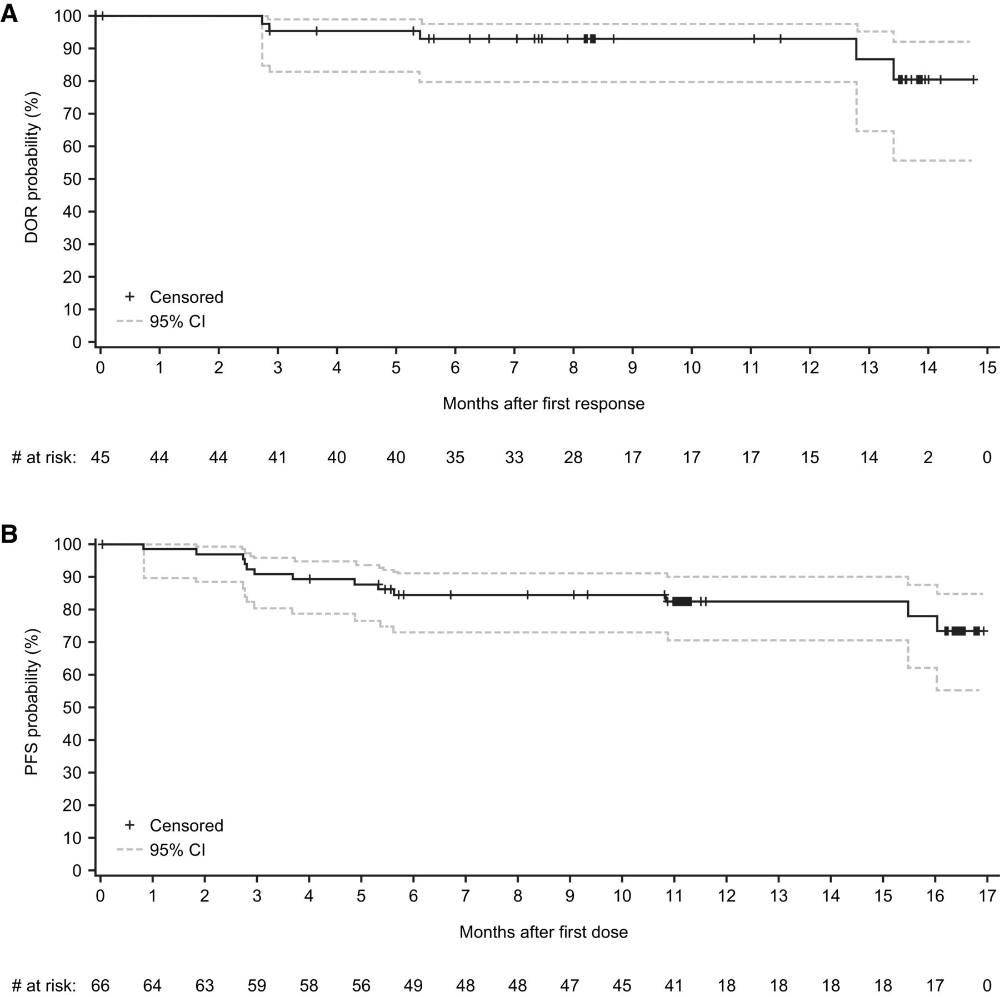 A
100
90
80
70
60
50
40
30
20
10
0
DOR probability (%)
Censored
95% CI
0 1 2 3 4 5 6 7 8 9 10 11 12 13 14 15
Months after first response
# at risk: 45 44 44 41 40 40 35 33 28 17 17 17 15 14 2 0
B
100
90
80
70
60
50
40
30
20
10
0
PFS probability (%)
Censored
95% CI
0 1 2 3 4 5 6 7 8 9 10 11 12 13 14 15 16 17
Months after first dose
# at risk: 66 64 63 59 58 56 49 48 48 47 45 41 18 18 18 18 17 0